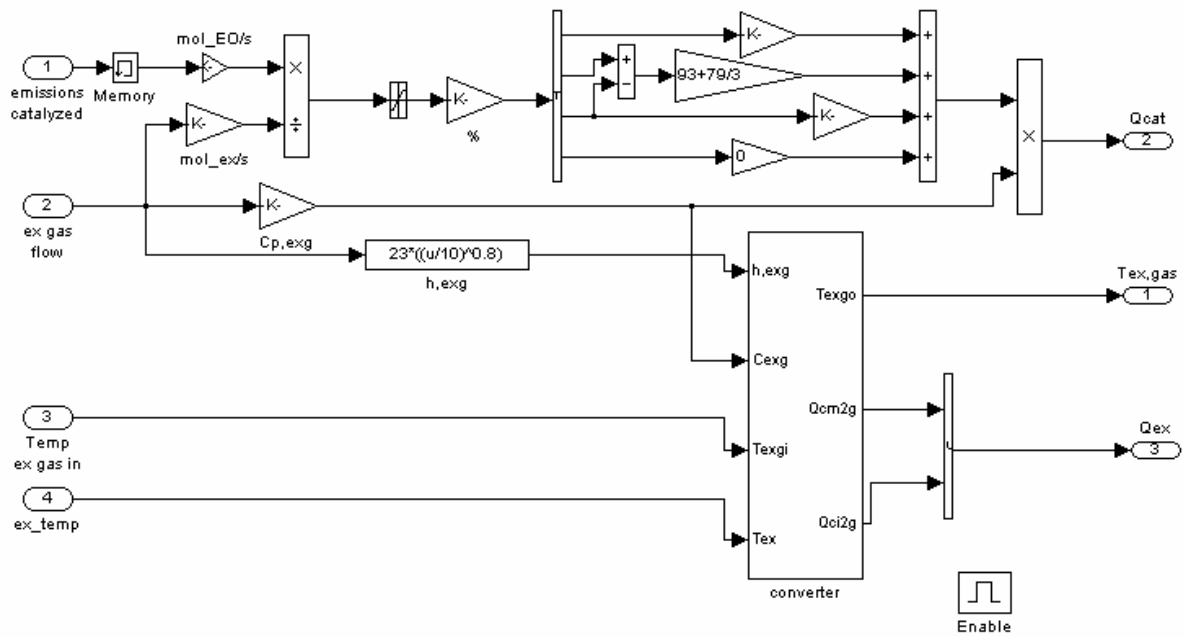 mol_EO/s
1
emissions
catalyzed
Memory
×
K-
mol_ex/s
÷
K-
%
+
−
K-
93+79/3
K-
0
+
+
+
+
×
Qcat
2
2
ex gas
flow
K-
Cp,exg
23*((u/10)^0.8)
h,exg
h,exg
Texgo
Tex,gas
1
Cexg
3
Temp
ex gas in
Texgi
Qcm2g
Qex
3
4
ex_temp
Tex
Qci2g
converter
Enable